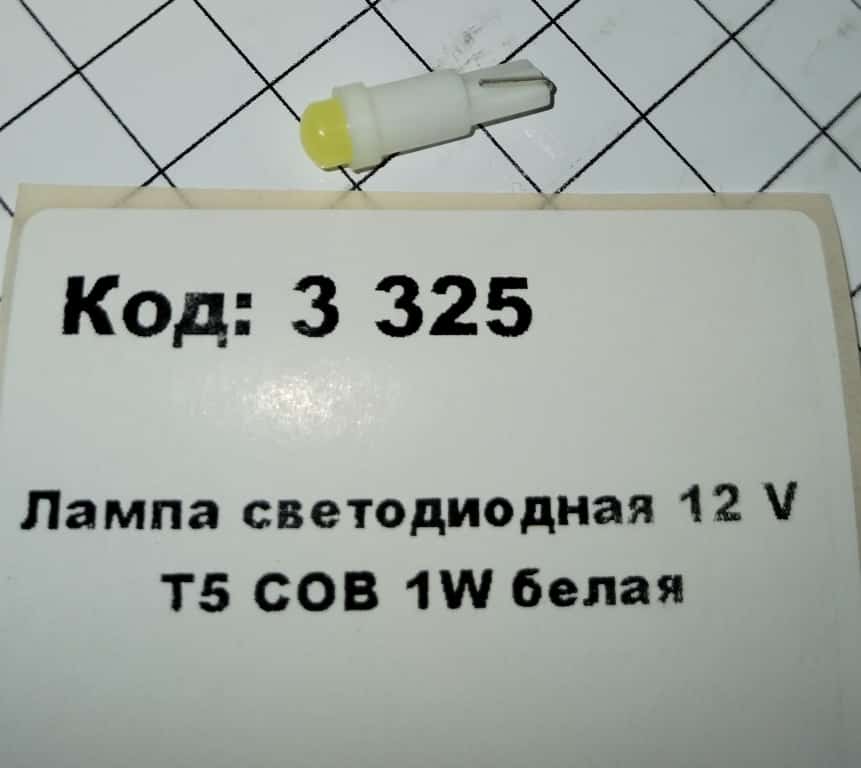 Код: 3 325
Лампа светодиодная 12 V
T5 COB 1W белая